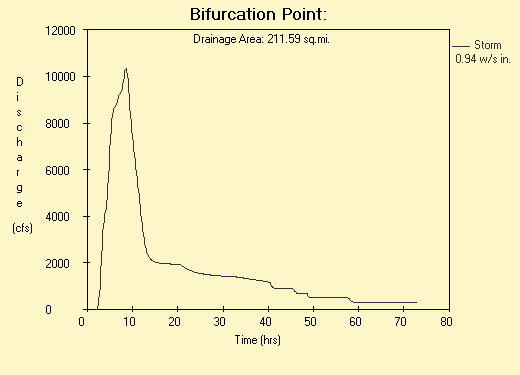 Bifurcation Point:
Drainage Area: 211.59 sq.mi.
Storm
0.94 w/s in.
Discharge
(cfs)
12000
10000
8000
6000
4000
2000
0
0 10 20 30 40 50 60 70 80
Time (hrs)